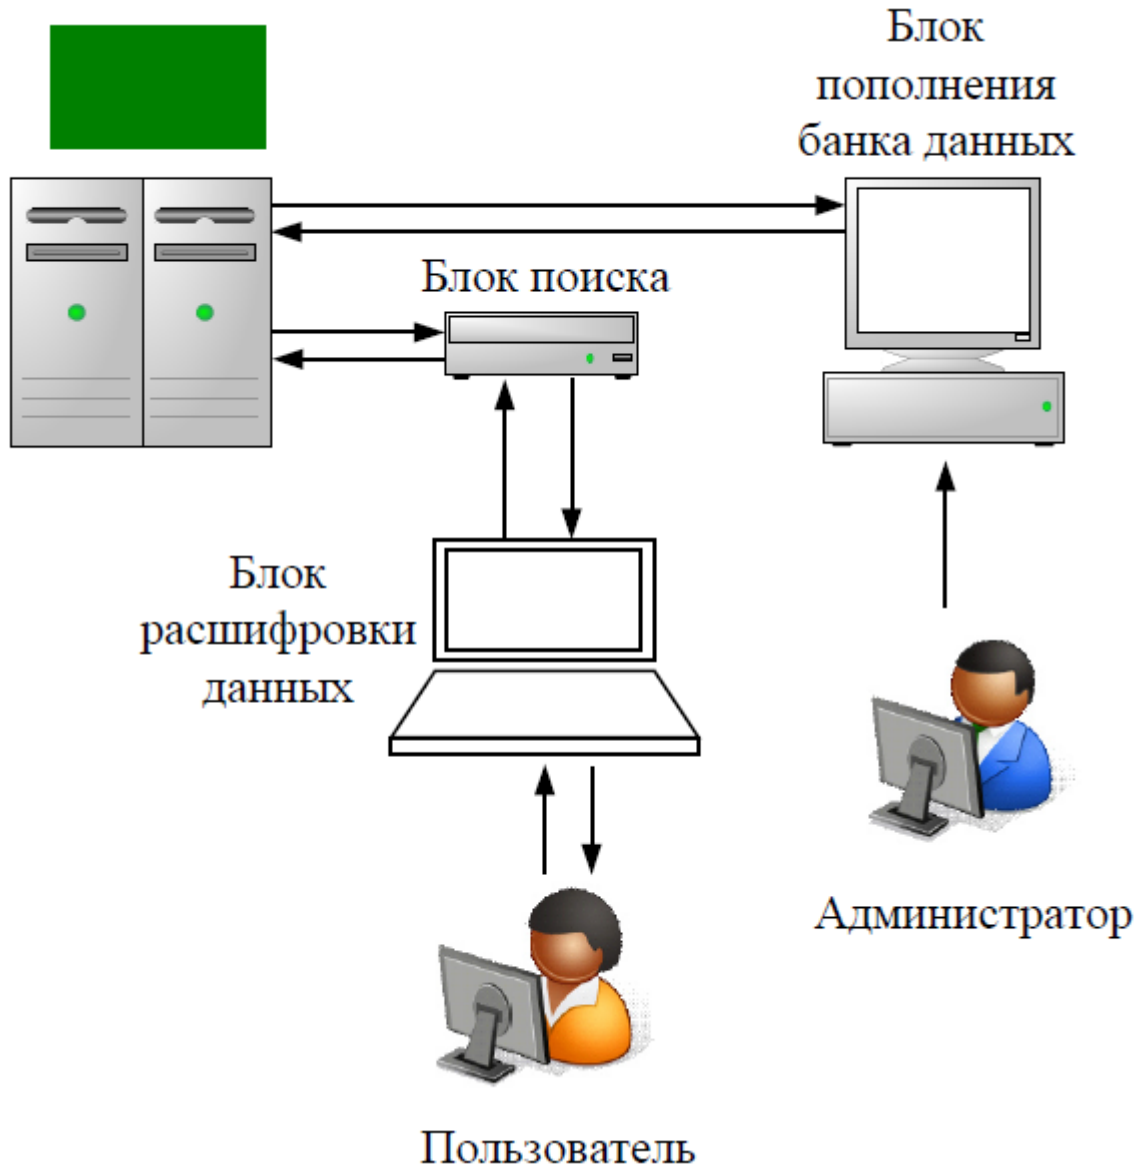 Блок
пополнения
банка данных
Блок поиска
Блок
расшифровки
данных
Администратор
Пользователь